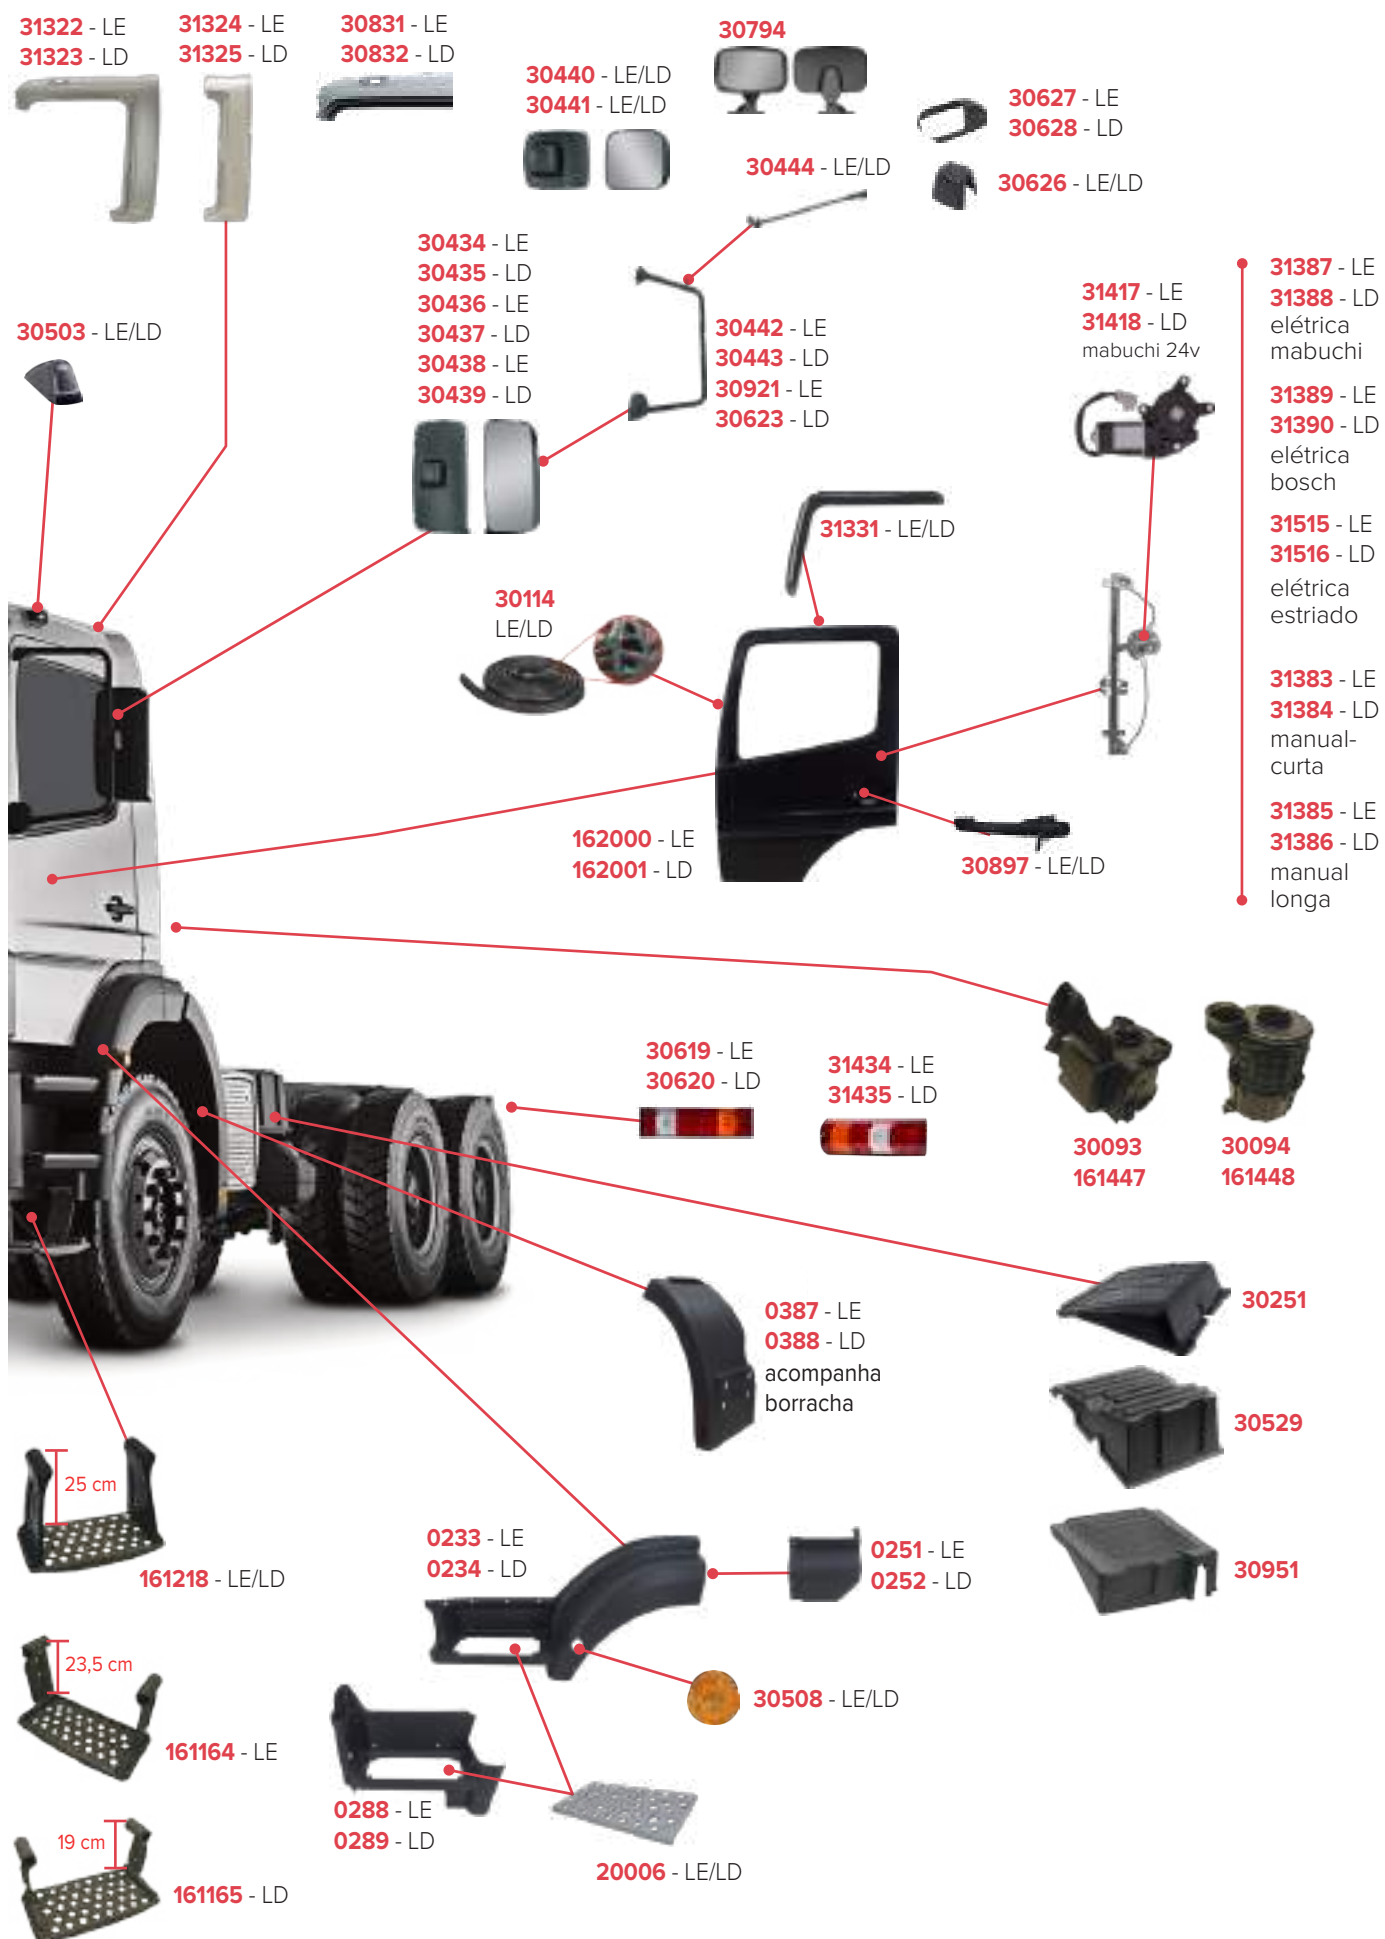 31322 - LE
31323 - LD
31324 - LE
31325 - LD
30831 - LE
30832 - LD
30440 - LE/LD
30441 - LE/LD
30794
30627 - LE
30628 - LD
30626 - LE/LD
30444 - LE/LD
30434 - LE
30435 - LD
30436 - LE
30437 - LD
30438 - LE
30439 - LD
30503 - LE/LD
30442 - LE
30443 - LD
30921 - LE
30623 - LD
31417 - LE
31418 - LD
mabuchi 24v
31387 - LE
31388 - LD
elétrica
mabuchi
31389 - LE
31390 - LD
elétrica
bosch
31515 - LE
31516 - LD
elétrica
estriado
31383 - LE
31384 - LD
manual-
curta
31385 - LE
31386 - LD
manual
longa
31331 - LE/LD
30114
LE/LD
162000 - LE
162001 - LD
30897 - LE/LD
30619 - LE
30620 - LD
31434 - LE
31435 - LD
30093
161447
30094
161448
30251
0387 - LE
0388 - LD
acompanha
borracha
30529
25 cm
161218 - LE/LD
0233 - LE
0234 - LD
0251 - LE
0252 - LD
30951
23,5 cm
161164 - LE
30508 - LE/LD
0288 - LE
0289 - LD
20006 - LE/LD
19 cm
161165 - LD